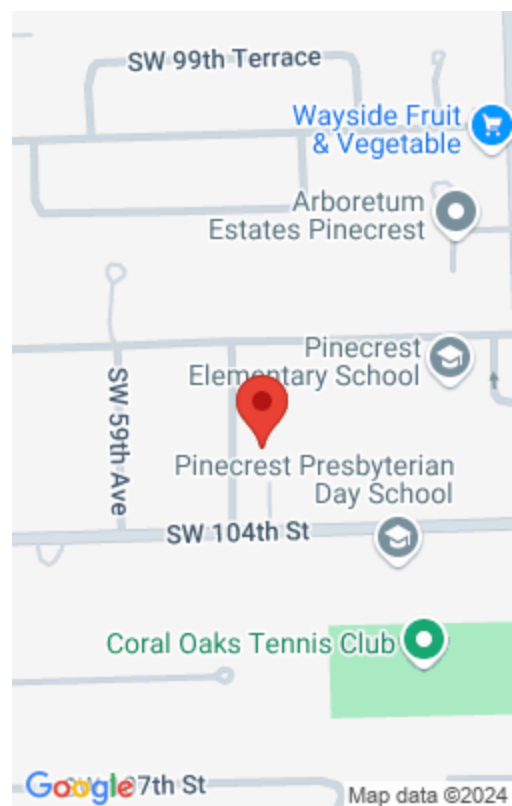 SW 99th Terrace
Wayside Fruit
& Vegetable
Arboretum
Estates Pinecrest
Pinecrest
Elementary School
SW 59th Ave
Pinecrest Presbyterian
Day School
SW 104th St
Coral Oaks Tennis Club
Google
7th St
Map data ©2024